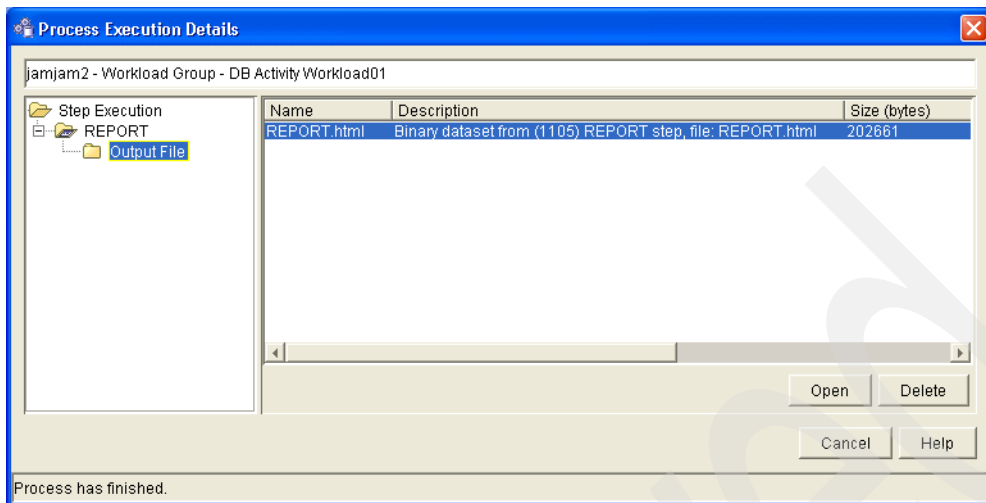 Process Execution Details
jamjam2 - Workload Group - DB Activity Workload01
Step Execution
REPORT
Output File
Name Description Size (bytes)
REPORT.html Binary dataset from (1105) REPORT step, file: REPORT.html 202661
Open Delete
Cancel Help
Process has finished.